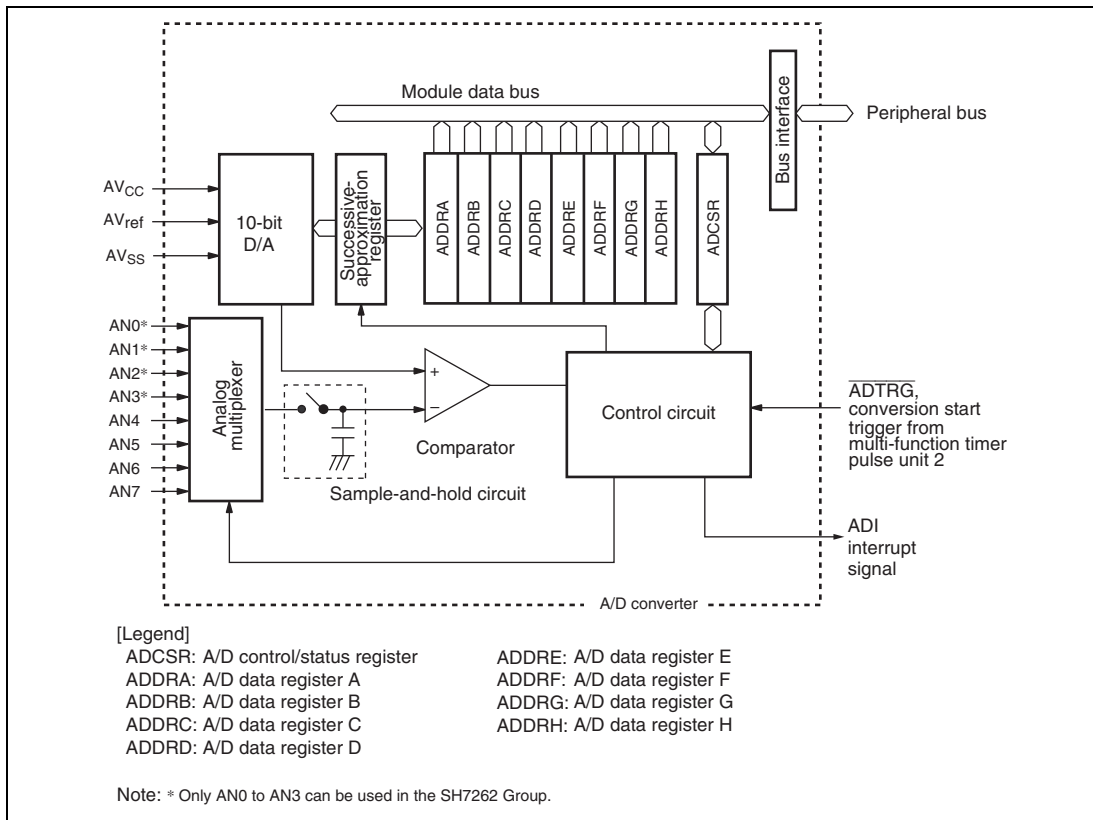 Module data bus
Bus interface
Peripheral bus
AVCC
AVref
AVSS
10-bit
D/A
Successive-
approximation
register
ADDRA
ADDRB
ADDRC
ADDRD
ADDRE
ADDRF
ADDRG
ADDRH
ADCSR
AN0*
AN1*
AN2*
AN3*
AN4
AN5
AN6
AN7
Analog
multiplexer
+
−
Comparator
Sample-and-hold circuit
Control circuit
ADTRG,
conversion start
trigger from
multi-function timer
pulse unit 2
ADI
interrupt
signal
A/D converter
[Legend]
ADCSR: A/D control/status register
ADDRA: A/D data register A
ADDRB: A/D data register B
ADDRC: A/D data register C
ADDRD: A/D data register D
ADDRE: A/D data register E
ADDRF: A/D data register F
ADDRG: A/D data register G
ADDRH: A/D data register H
Note: * Only AN0 to AN3 can be used in the SH7262 Group.